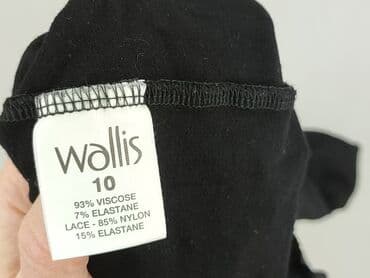 wallis
10
93% VISCOSE
7% ELASTANE
LACE - 85% NYLON
15% ELASTANE